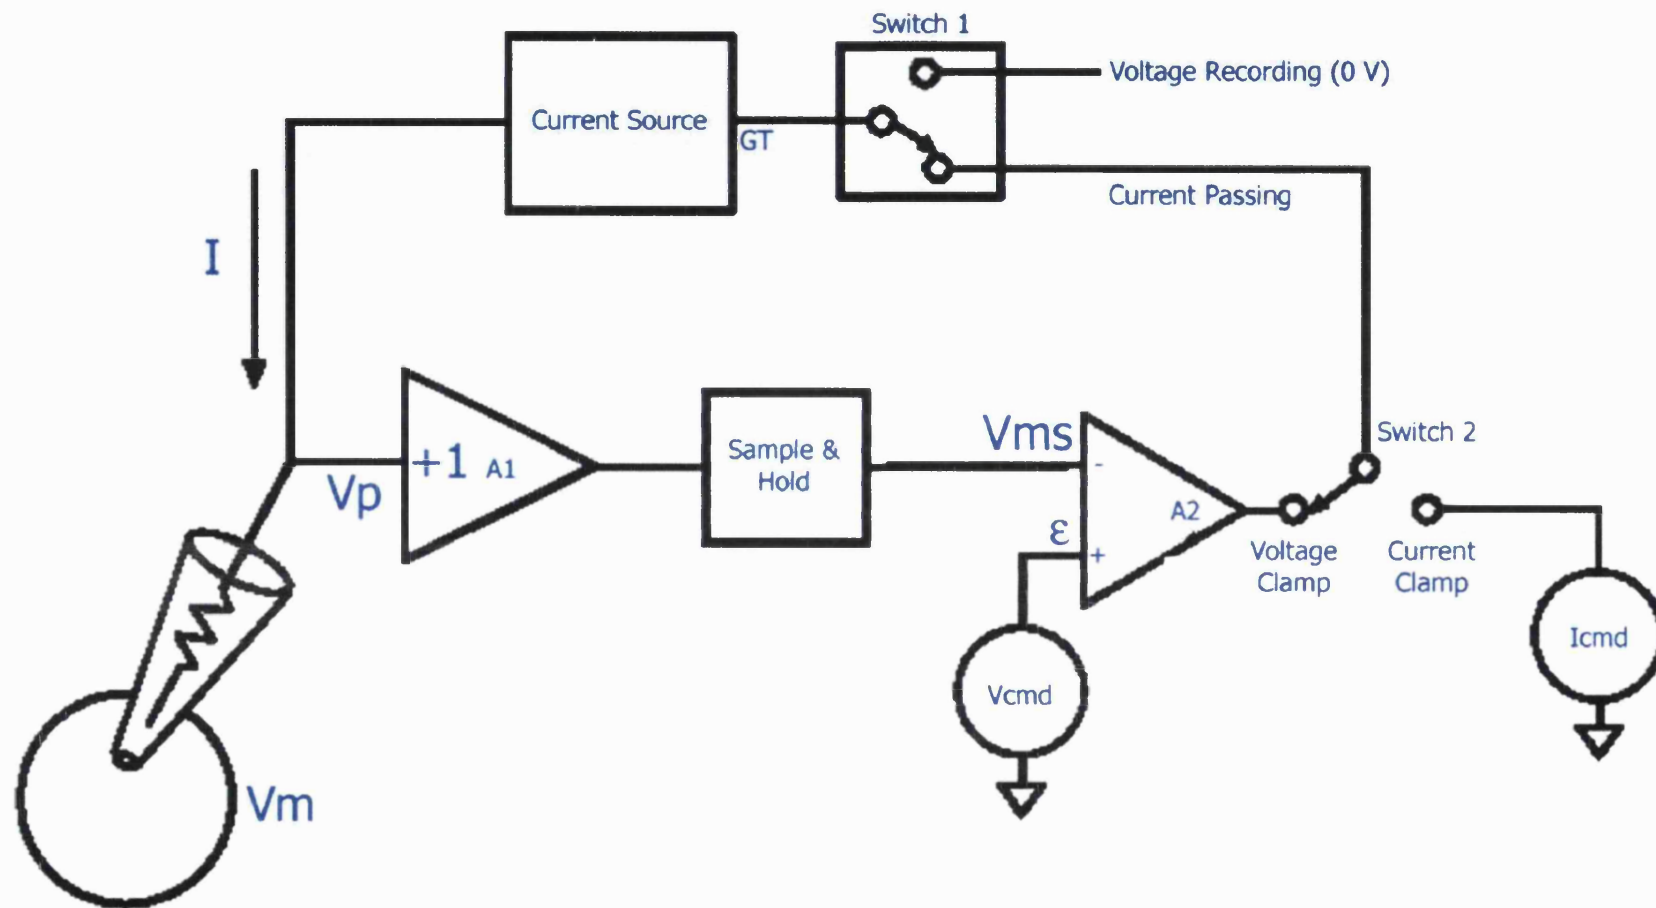 Switch 1
Voltage Recording (0 V)
Current Source
GT
Current Passing
I
Switch 2
Vms
+1 A1
Sample &
Hold
-
Vp
A2
ε
+
Voltage
Clamp
Current
Clamp
Icmd
Vcmd
Vm